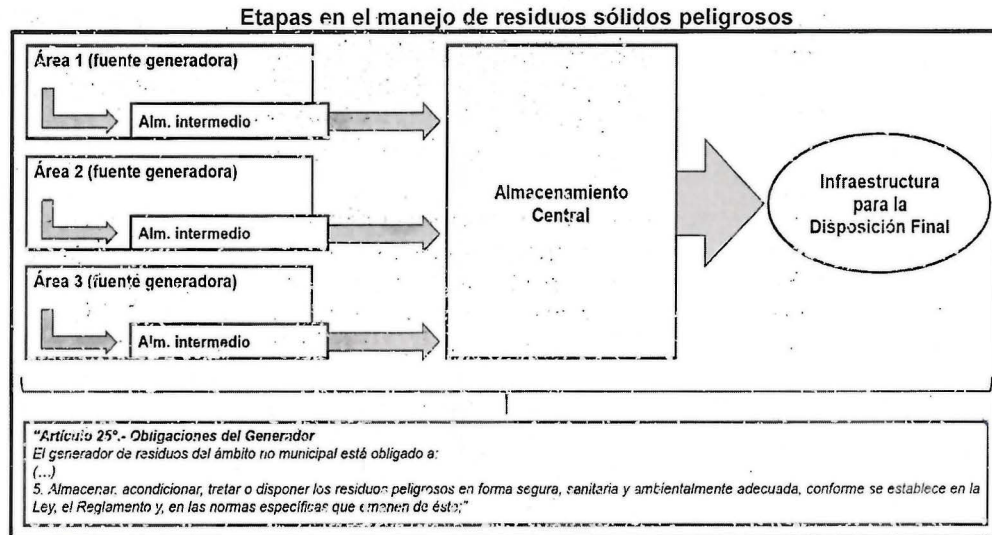 Etapas en el manejo de residuos sólidos peligrosos
Área 1 (fuente generadora)
Alm. intermedio
Área 2 (fuente generadora)
Alm. intermedio
Área 3 (fuente generadora)
Alm. intermedio
Almacenamiento
Central
Infraestructura
para la
Disposición Final
"Artículo 25°.- Obligaciones del Generador
El generador de residuos del ámbito no municipal está obligado a:
(...)
5. Almacenar, acondicionar, tratar o disponer los residuos peligrosos en forma segura, sanitaria y ambientalmente adecuada, conforme se establece en la
Ley, el Reglamento y, en las normas específicas que emanen de éste;"